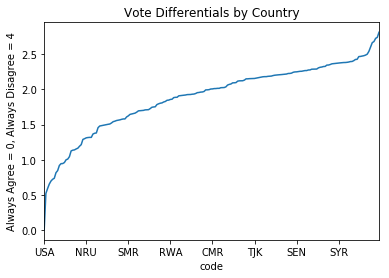 Vote Differentials by Country
Always Agree = 0, Always Disagree = 4
2.5
2.0
1.5
1.0
0.5
0.0
USA NRU SMR RWA CMR TJK SEN SYR
code